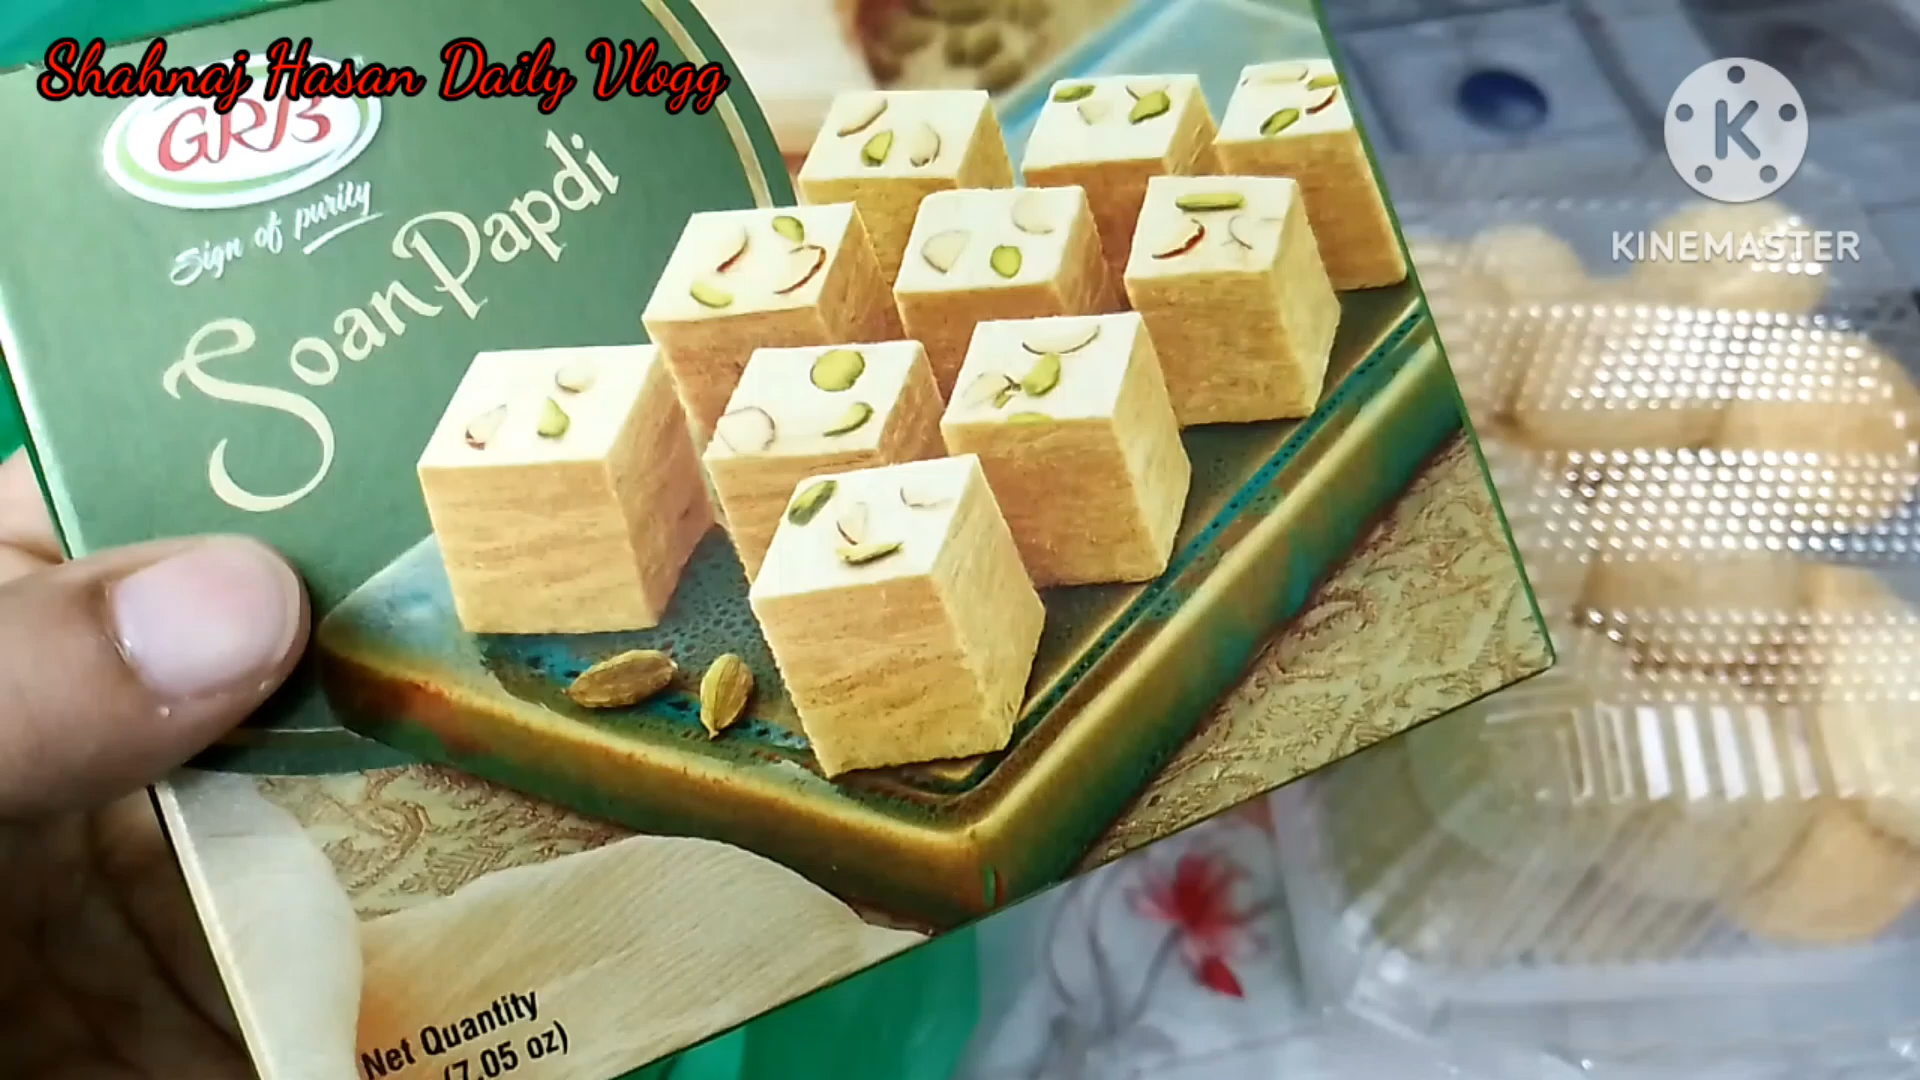 Shahnaj Hasan Daily Vlogg
GRB
Sign of purity
Soan Papdi
Net Quantity
(7.05 oz)
K
KINEMASTER